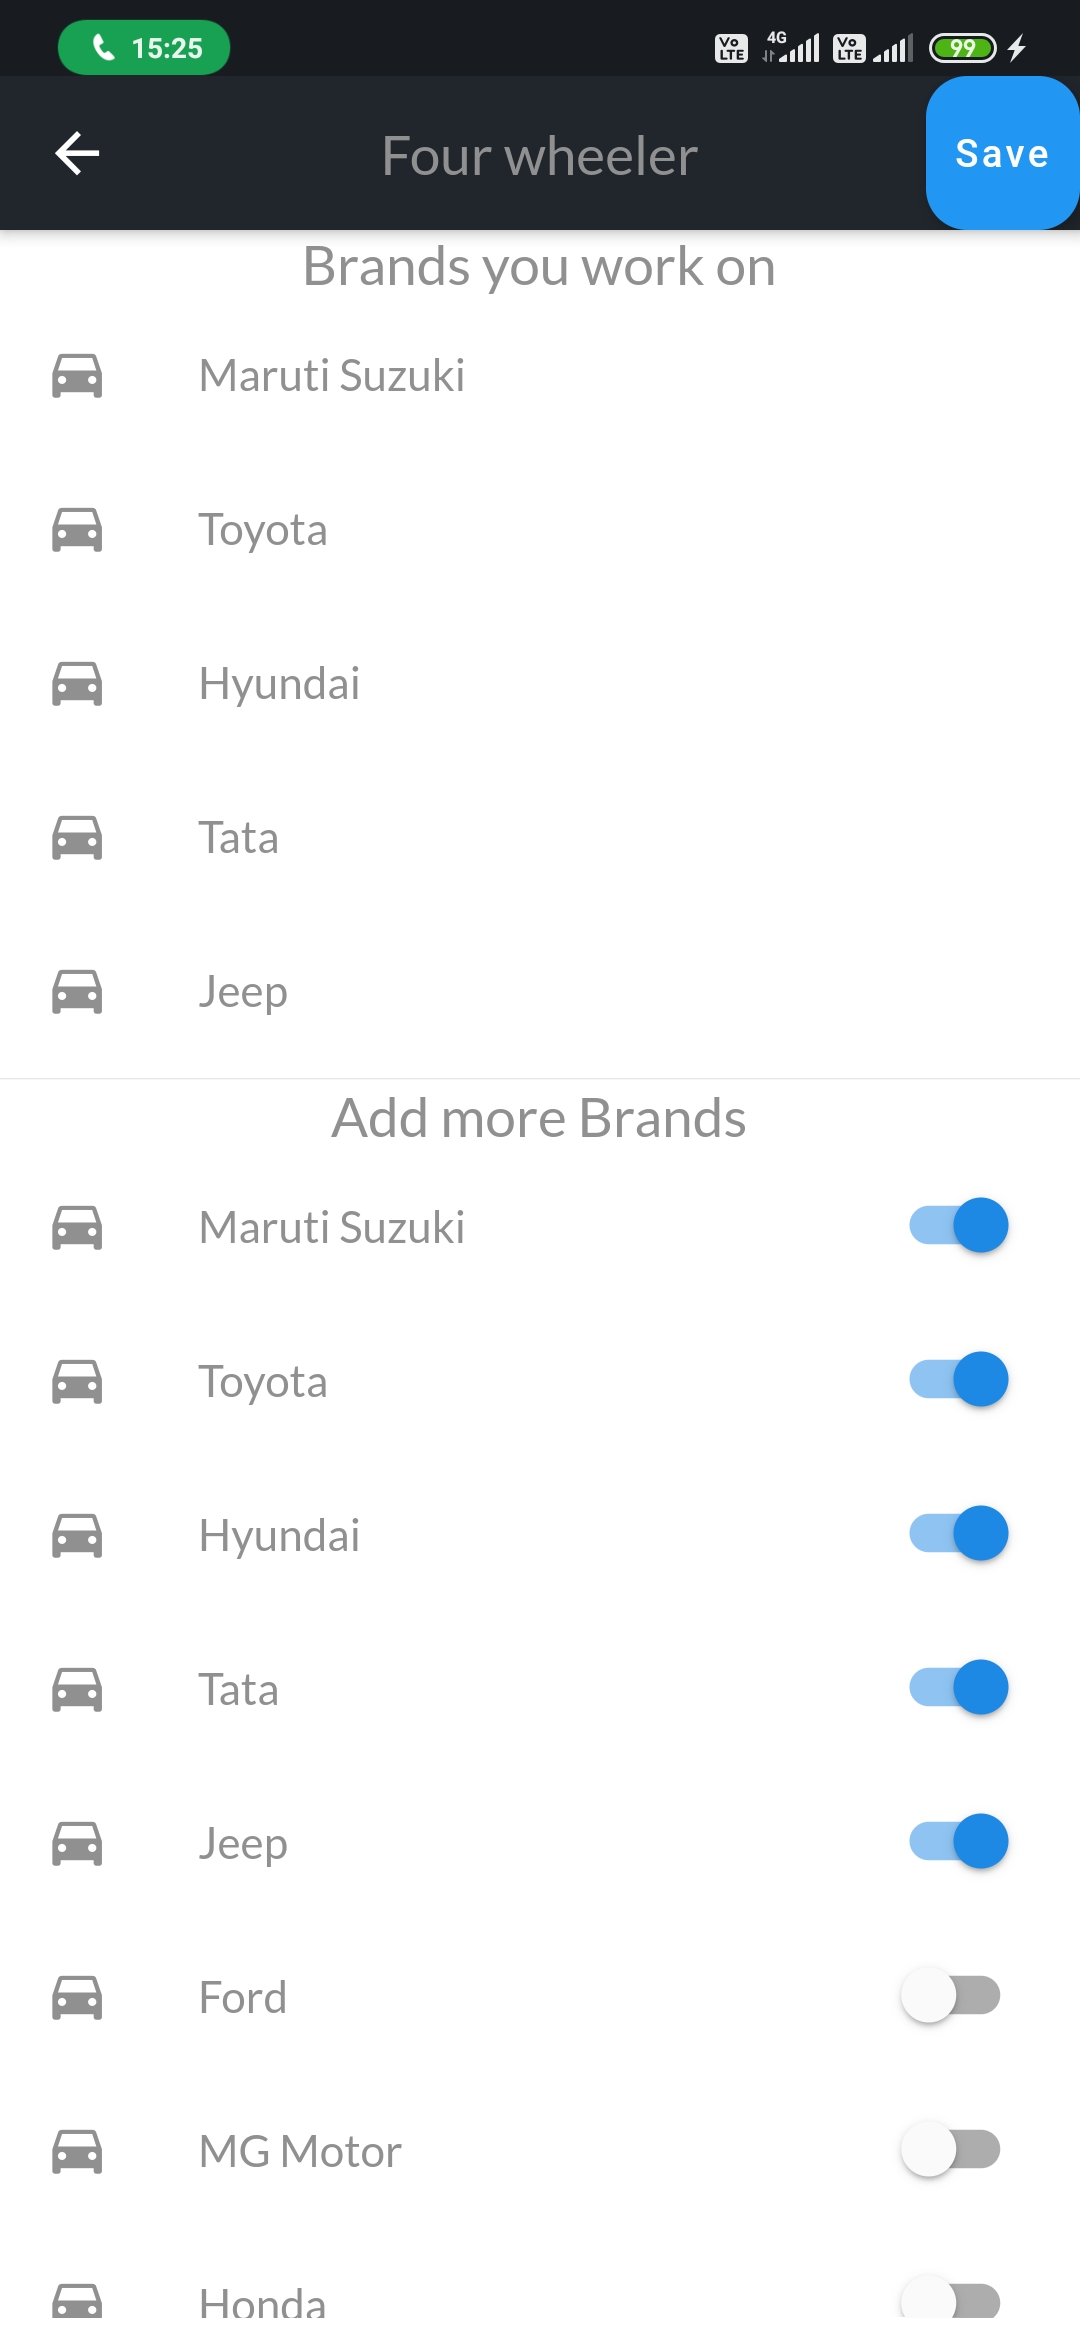 15:25
Vo LTE 4G Vo LTE 99
Four wheeler
Save
Brands you work on
Maruti Suzuki
Toyota
Hyundai
Tata
Jeep
Add more Brands
Maruti Suzuki
Toyota
Hyundai
Tata
Jeep
Ford
MG Motor
Honda